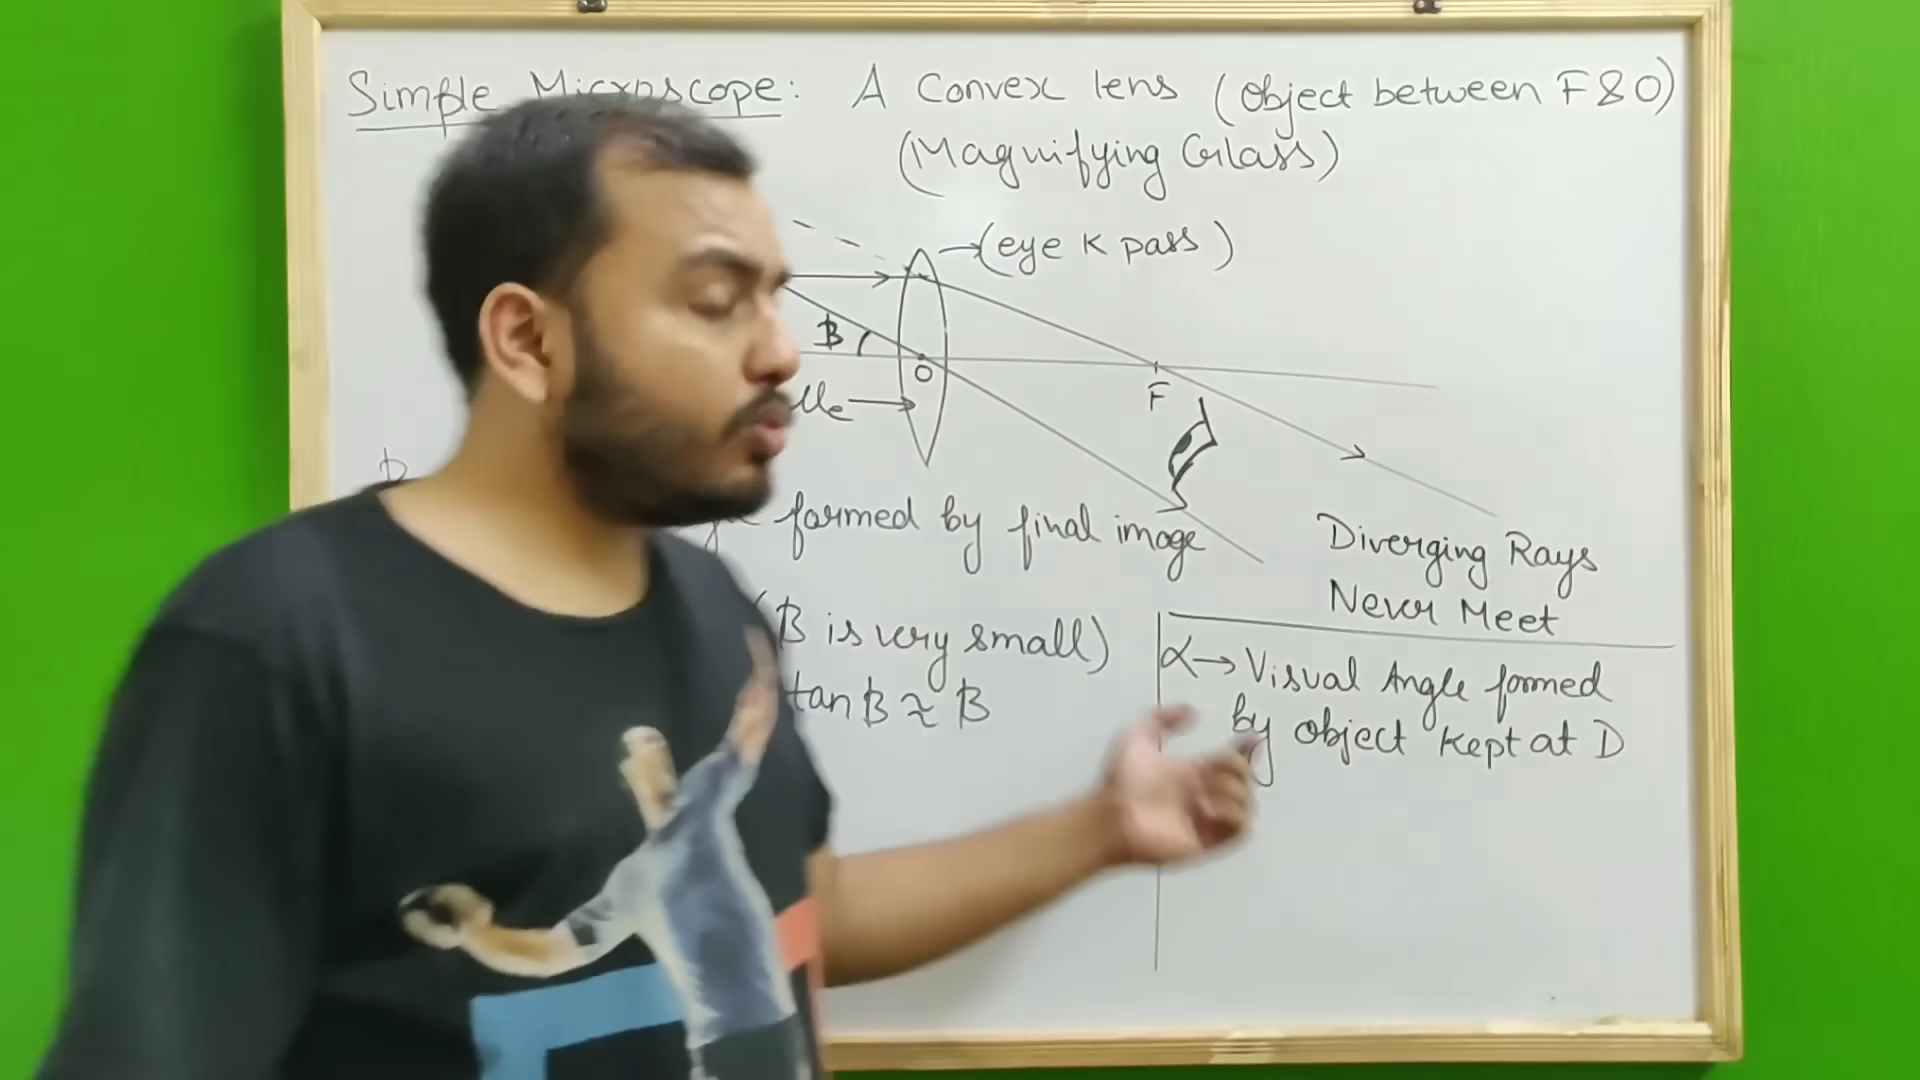 Simple Microscope: A Convex lens (object between F & O)
(Magnifying Glass)
→(eye k pass)
B
O
F
formed by final image
Diverging Rays
Never Meet
(B is very small)
tan B ≈ B
α → Visual Angle formed
by object kept at D